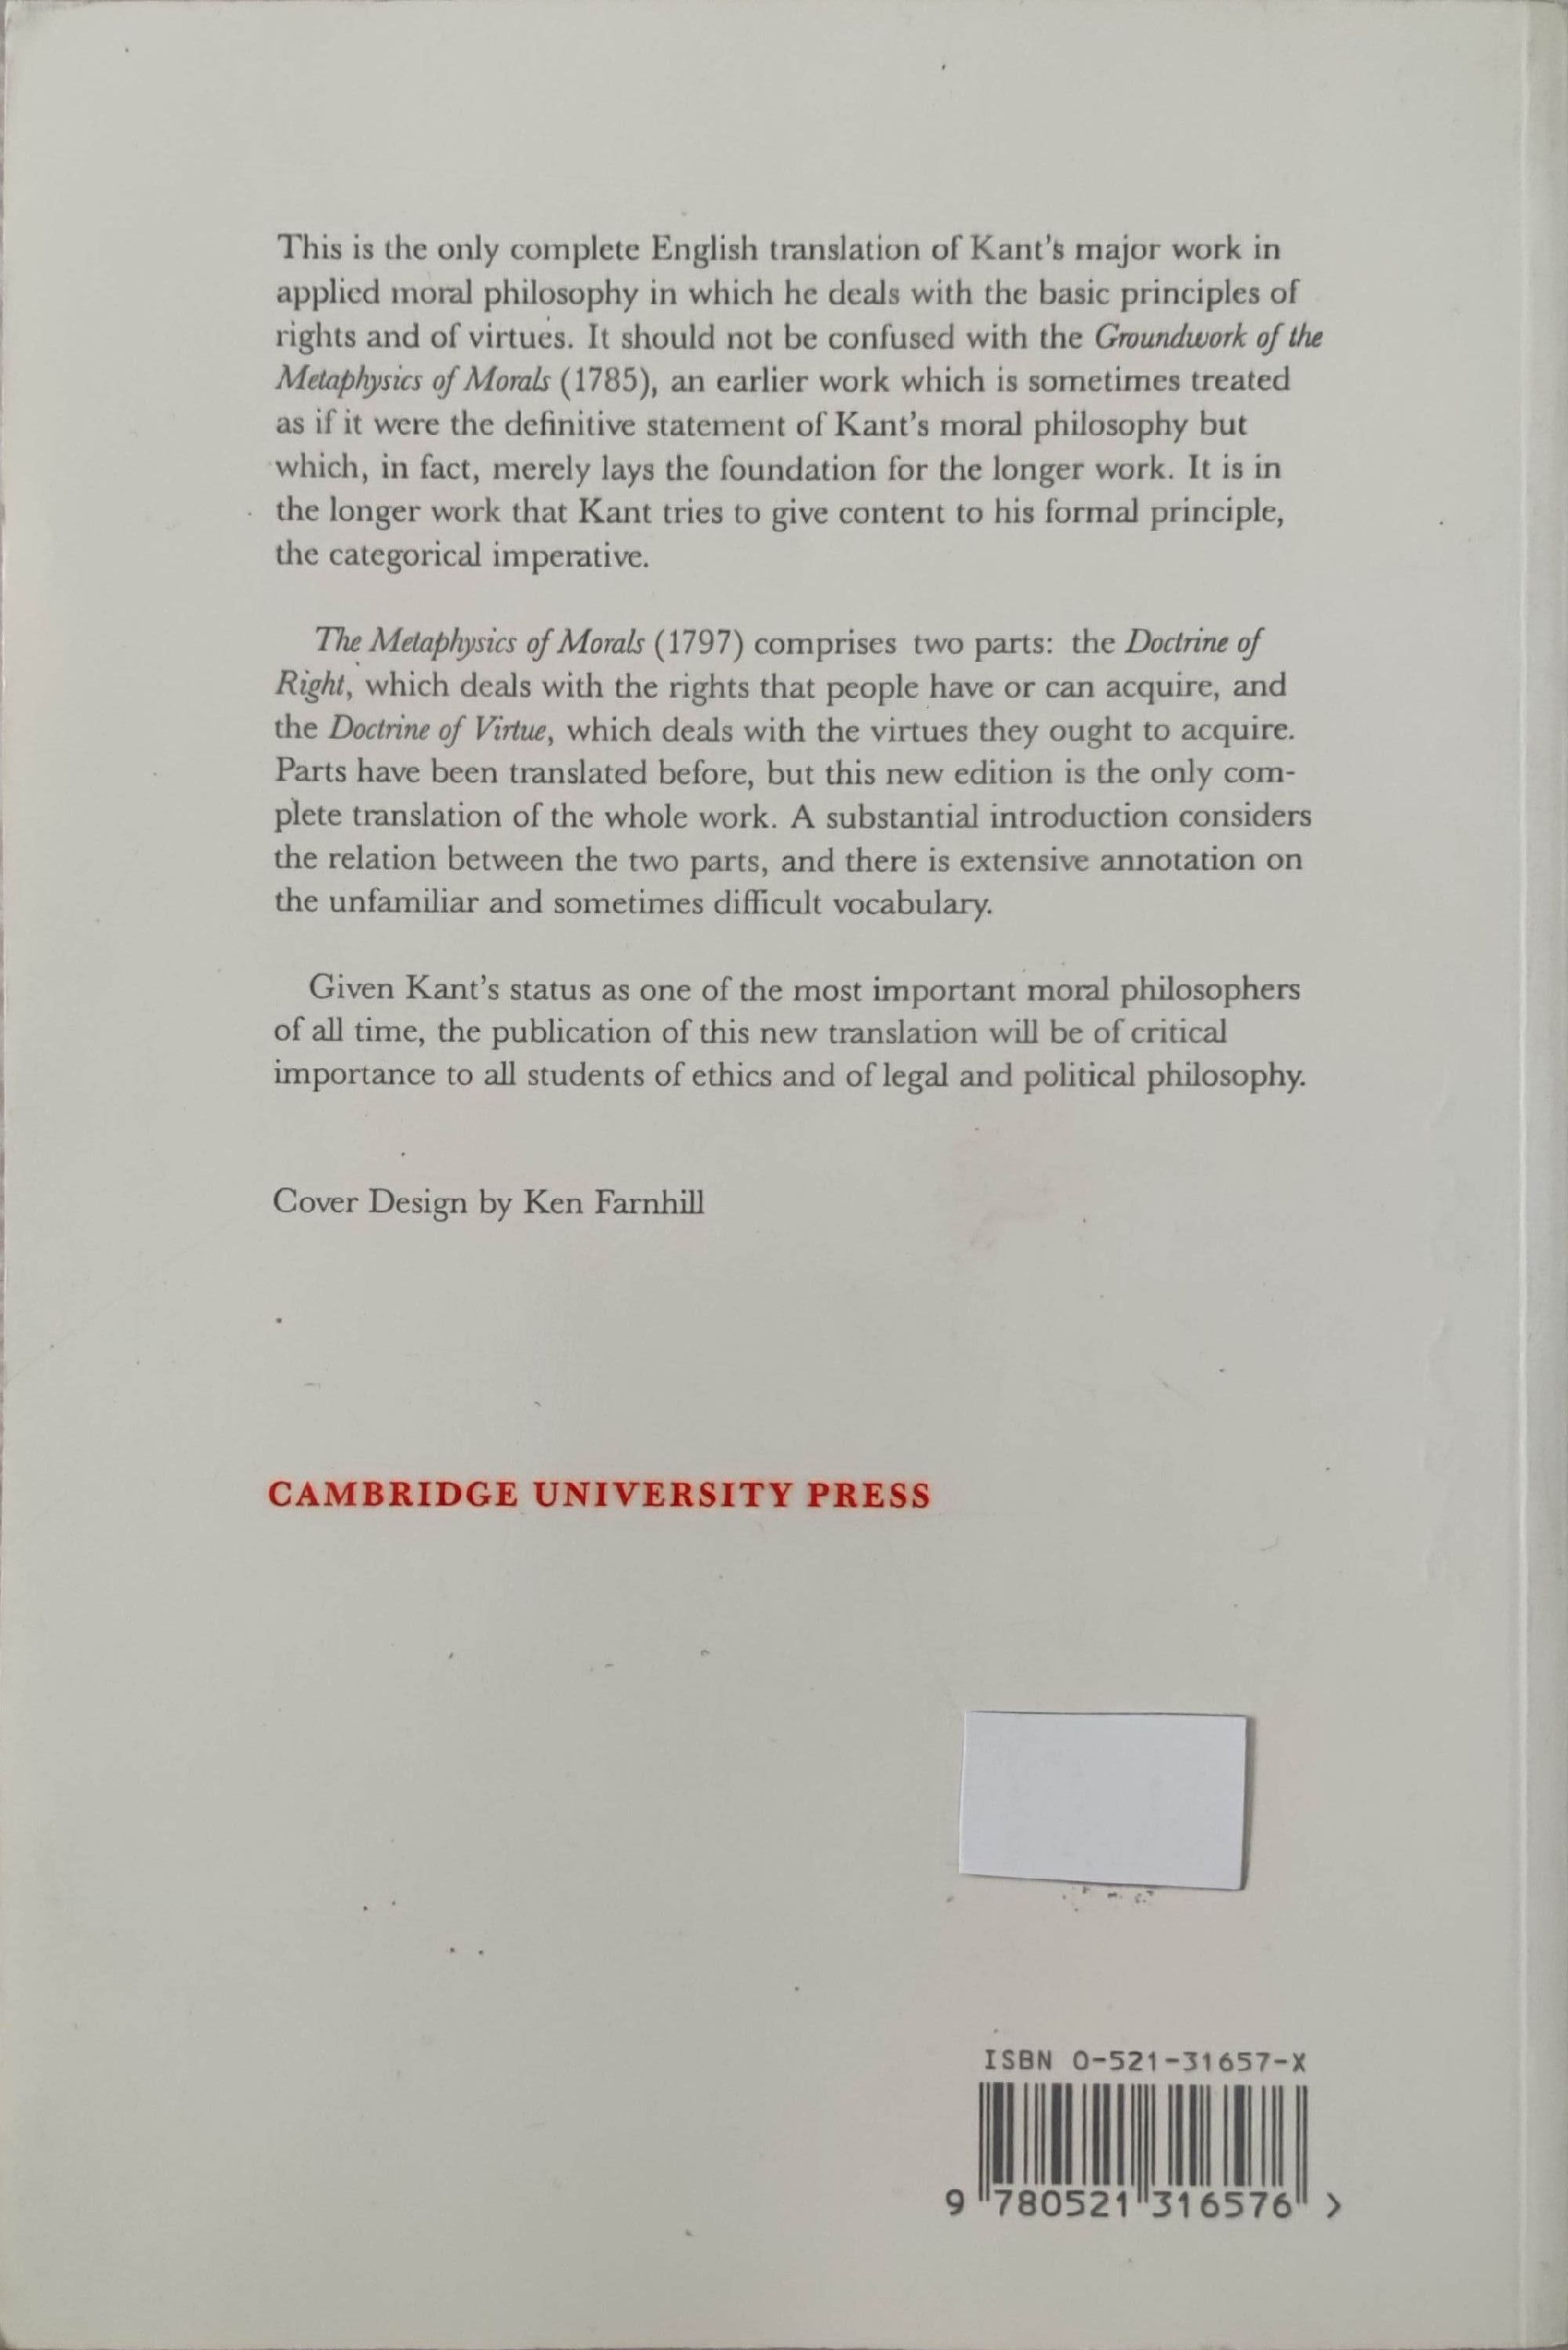 This is the only complete English translation of Kant's major work in
applied moral philosophy in which he deals with the basic principles of
rights and of virtues. It should not be confused with the Groundwork of the
Metaphysics of Morals (1785), an earlier work which is sometimes treated
as if it were the definitive statement of Kant's moral philosophy but
which, in fact, merely lays the foundation for the longer work. It is in
the longer work that Kant tries to give content to his formal principle,
the categorical imperative.
The Metaphysics of Morals (1797) comprises two parts: the Doctrine of
Right, which deals with the rights that people have or can acquire, and
the Doctrine of Virtue, which deals with the virtues they ought to acquire.
Parts have been translated before, but this new edition is the only com-
plete translation of the whole work. A substantial introduction considers
the relation between the two parts, and there is extensive annotation on
the unfamiliar and sometimes difficult vocabulary.
Given Kant's status as one of the most important moral philosophers
of all time, the publication of this new translation will be of critical
importance to all students of ethics and of legal and political philosophy.
Cover Design by Ken Farnhill
CAMBRIDGE UNIVERSITY PRESS
ISBN 0-521-31657-X
9 780521 316576 >